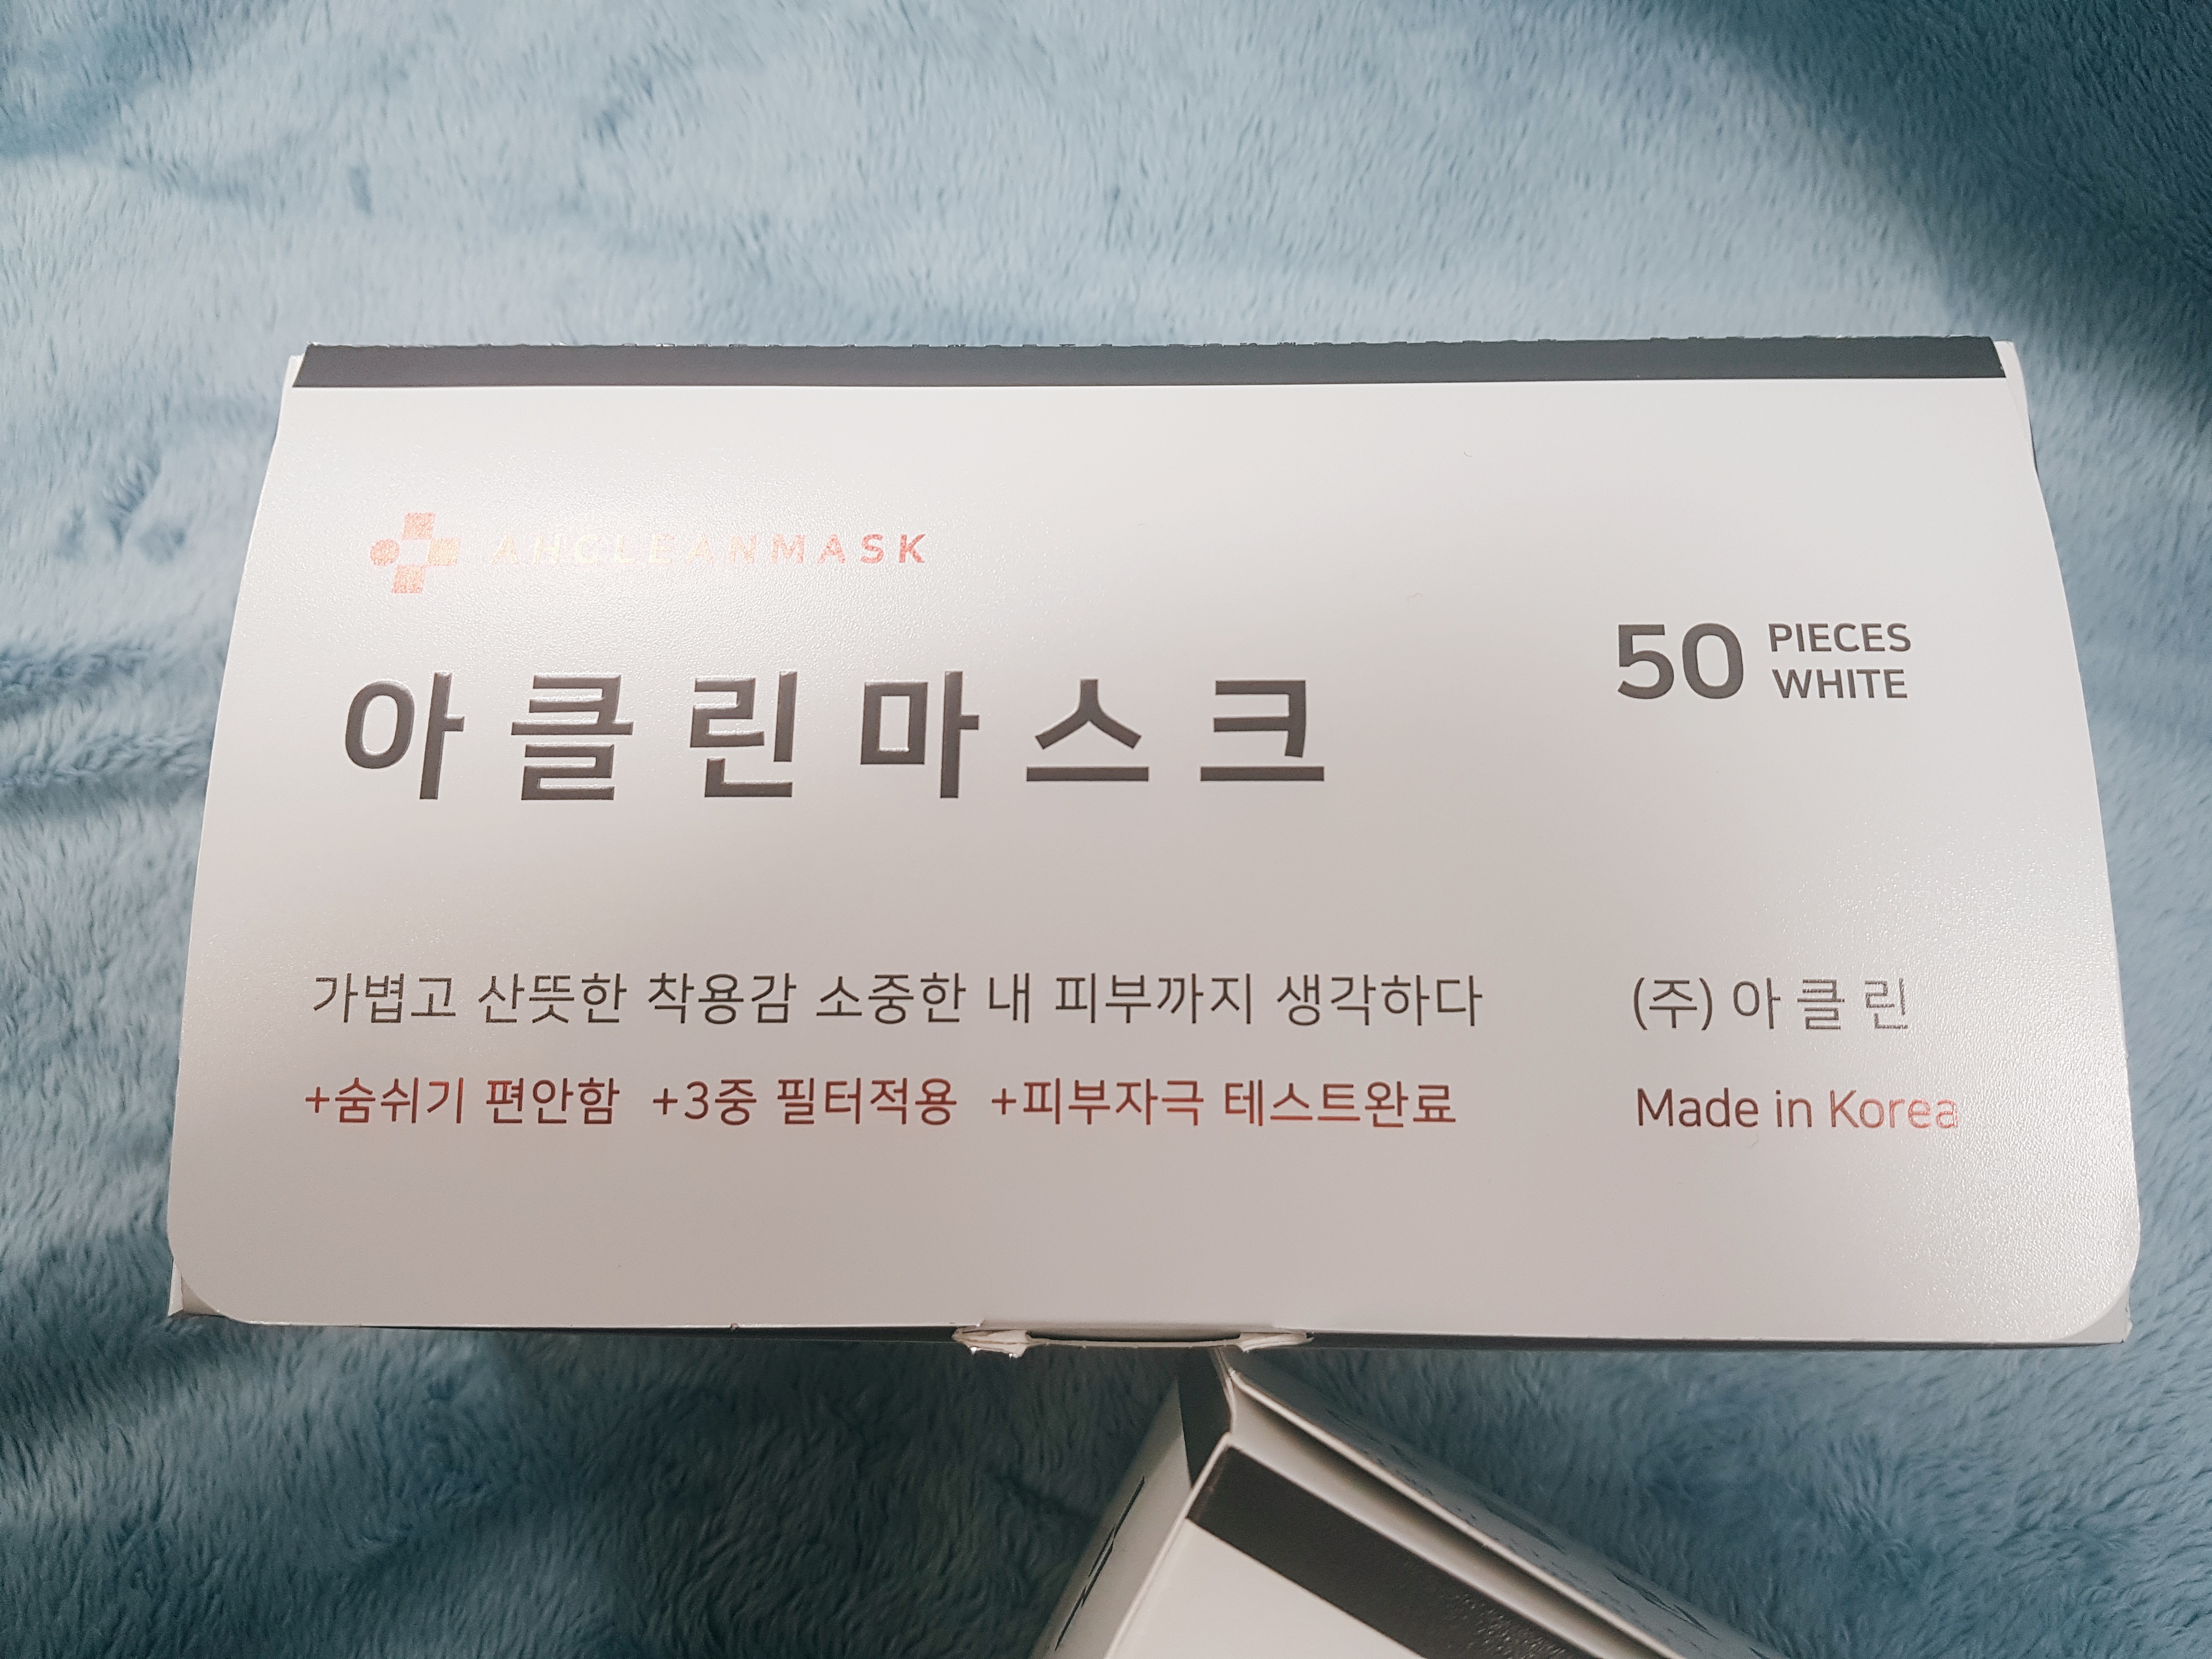 AHCLEANMASK
아클린마스크
50 PIECES
WHITE
가볍고 산뜻한 착용감 소중한 내 피부까지 생각하다
+숨쉬기 편안함 +3중 필터적용 +피부자극 테스트완료
(주) 아클린
Made in Korea